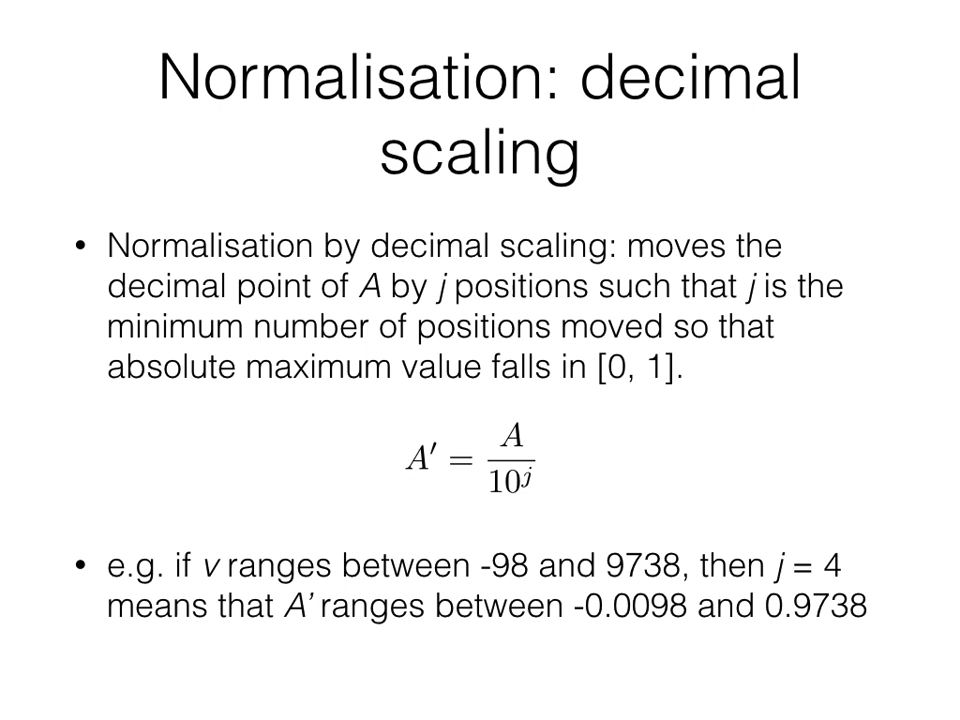 Normalisation: decimal
scaling
• Normalisation by decimal scaling: moves the
decimal point of A by j positions such that j is the
minimum number of positions moved so that
absolute maximum value falls in [0, 1].
A′ = A / 10^j
• e.g. if v ranges between -98 and 9738, then j = 4
means that A’ ranges between -0.0098 and 0.9738